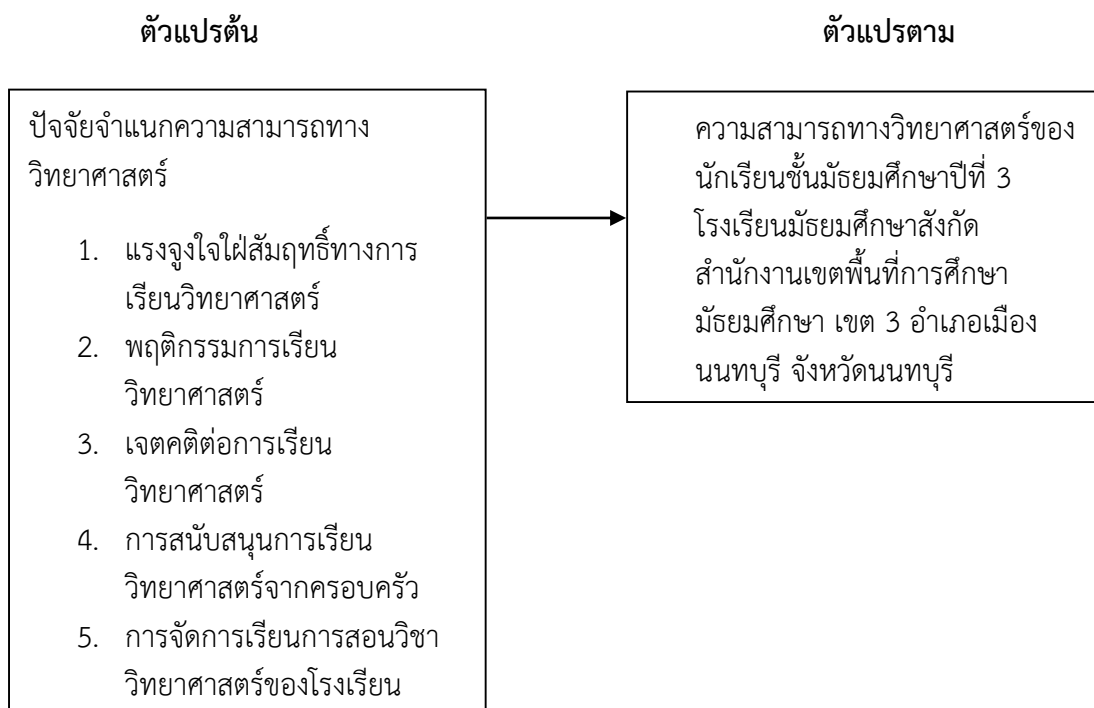 ตัวแปรต้น
ตัวแปรตาม
ปัจจัยจำแนกความสามารถทาง
วิทยาศาสตร์
1. แรงจูงใจใฝ่สัมฤทธิ์ทางการ
เรียนวิทยาศาสตร์
2. พฤติกรรมการเรียน
วิทยาศาสตร์
3. เจตคติต่อการเรียน
วิทยาศาสตร์
4. การสนับสนุนการเรียน
วิทยาศาสตร์จากครอบครัว
5. การจัดการเรียนการสอนวิชา
วิทยาศาสตร์ของโรงเรียน
ความสามารถทางวิทยาศาสตร์ของ
นักเรียนชั้นมัธยมศึกษาปีที่ 3
โรงเรียนมัธยมศึกษาสังกัด
สำนักงานเขตพื้นที่การศึกษา
มัธยมศึกษา เขต 3 อำเภอเมือง
นนทบุรี จังหวัดนนทบุรี